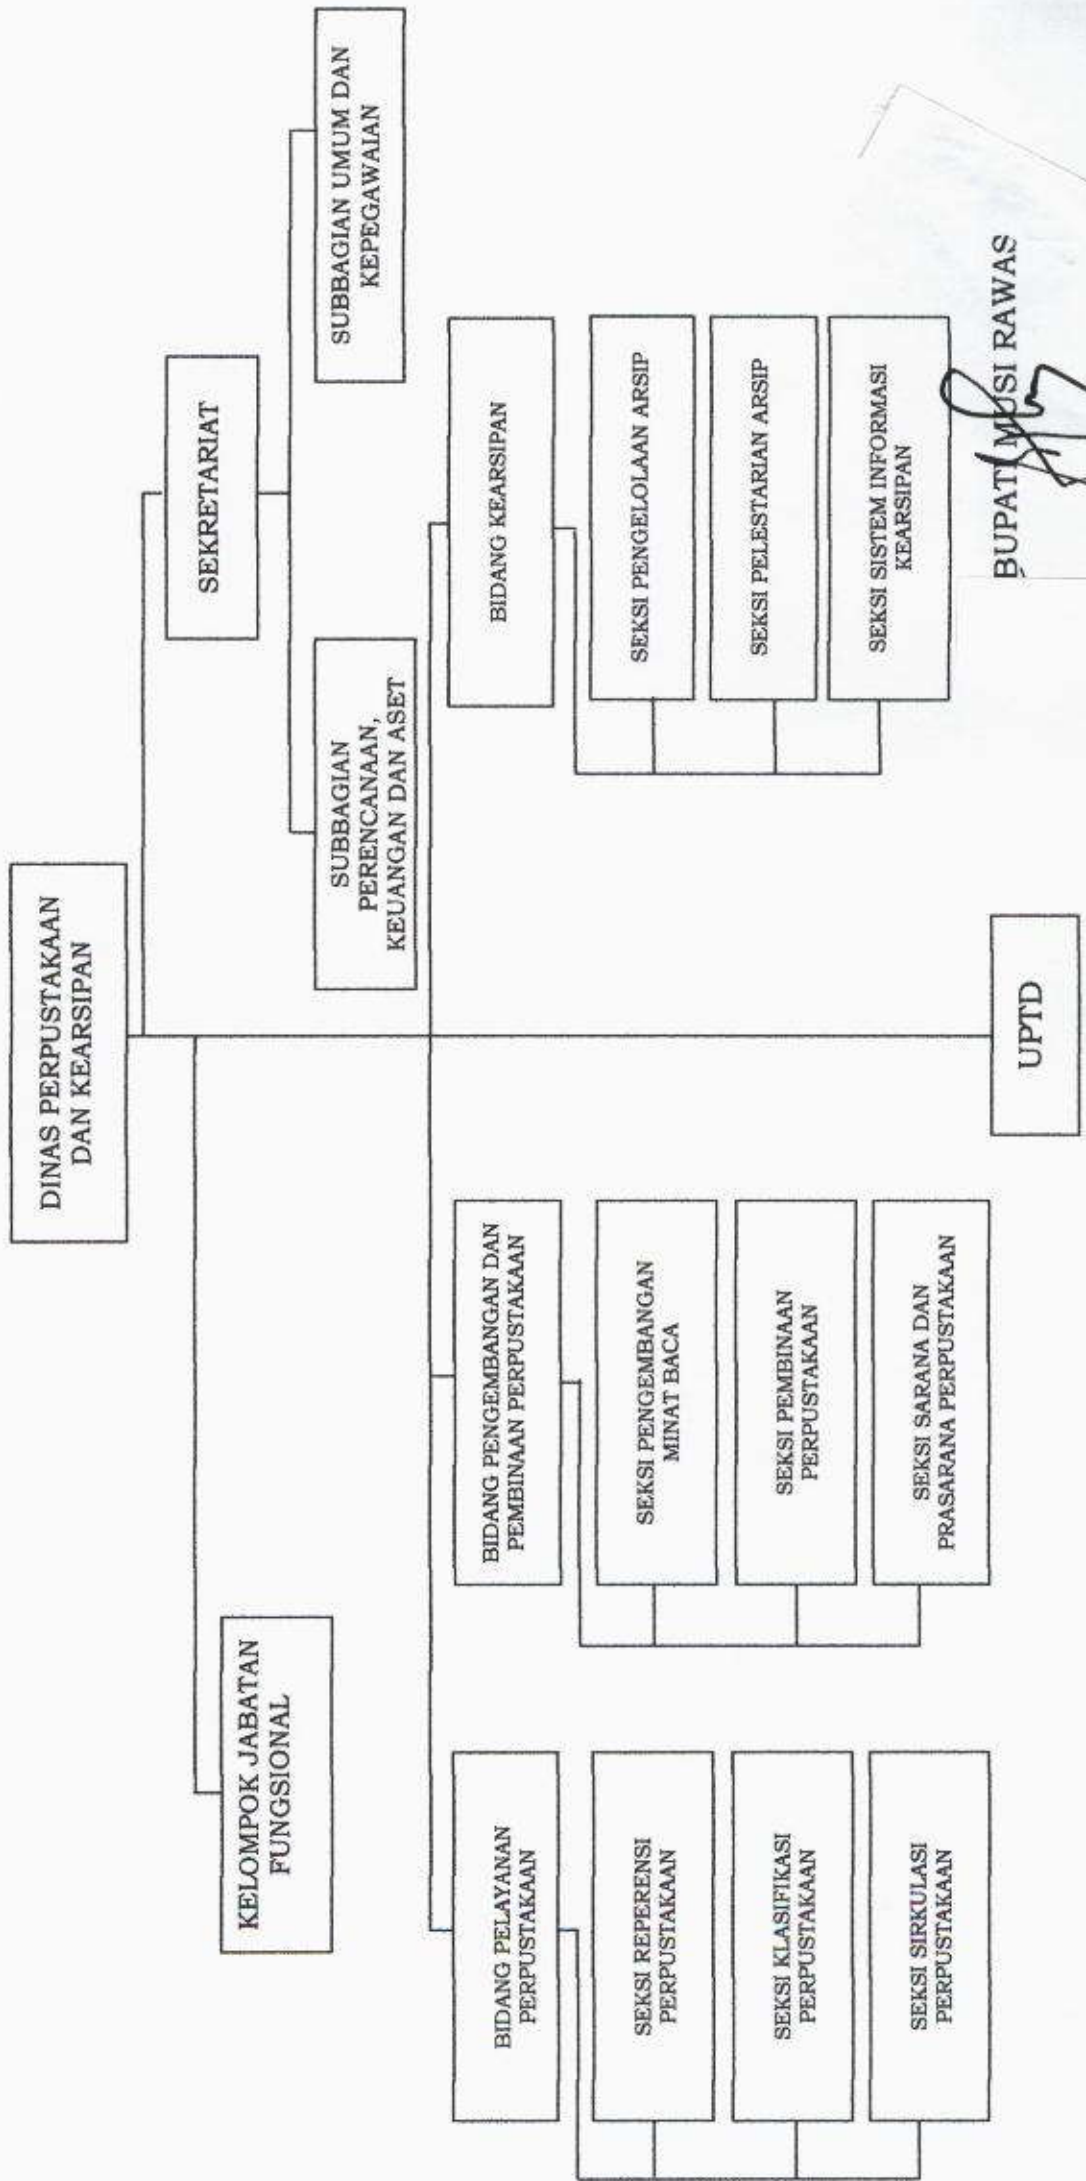 DINAS PERPUSTAKAAN
DAN KEARSIPAN
SEKRETARIAT
KELOMPOK JABATAN
FUNGSIONAL
SUBBAGIAN
PERENCANAAN,
KEUANGAN DAN ASET
SUBBAGIAN UMUM DAN
KEPEGAWAIAN
BIDANG PELAYANAN
PERPUSTAKAAN
SEKSI REPERENSI
PERPUSTAKAAN
SEKSI KLASIFIKASI
PERPUSTAKAAN
SEKSI SIRKULASI
PERPUSTAKAAN
BIDANG PENGEMBANGAN DAN
PEMBINAAN PERPUSTAKAAN
SEKSI PENGEMBANGAN
MINAT BACA
SEKSI PEMBINAAN
PERPUSTAKAAN
SEKSI SARANA DAN
PRASARANA PERPUSTAKAAN
BIDANG KEARSIPAN
SEKSI PENGELOLAAN ARSIP
SEKSI PELESTARIAN ARSIP
SEKSI SISTEM INFORMASI
KEARSIPAN
UPTD
BUPATI MUSI RAWAS